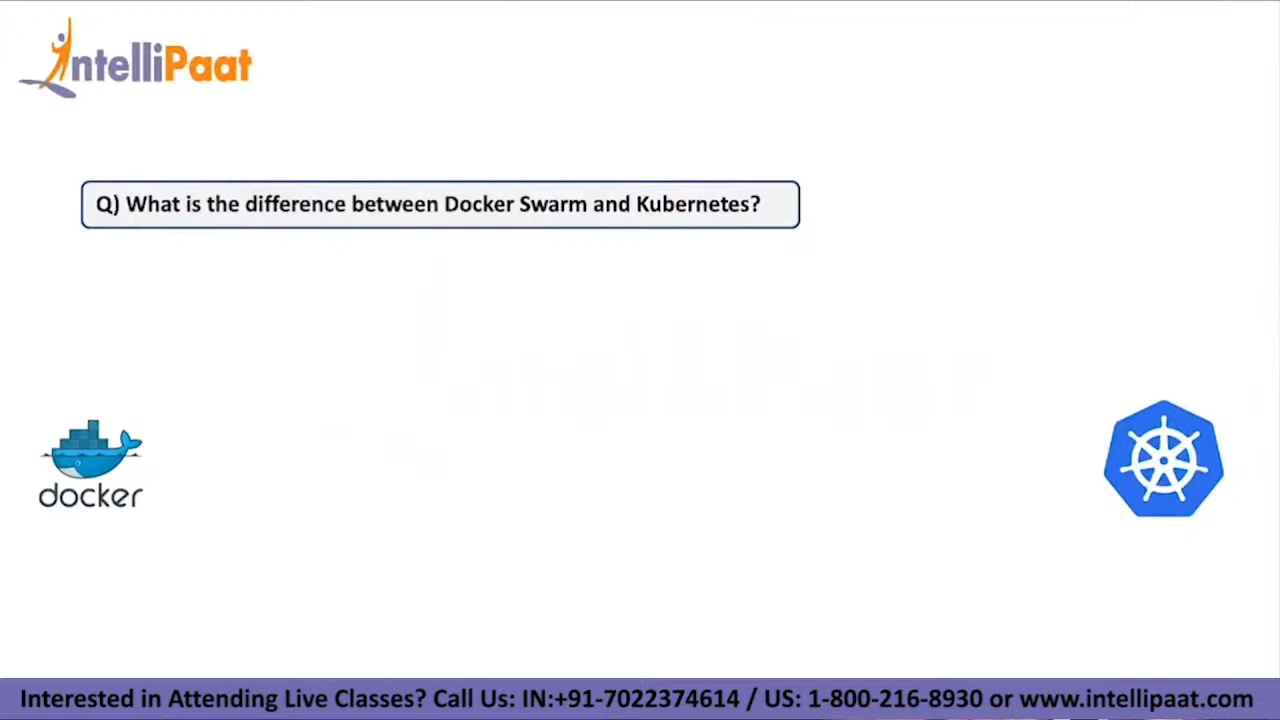 IntelliPaat
Q) What is the difference between Docker Swarm and Kubernetes?
docker
Interested in Attending Live Classes? Call Us: IN:+91-7022374614 / US: 1-800-216-8930 or www.intellipaat.com